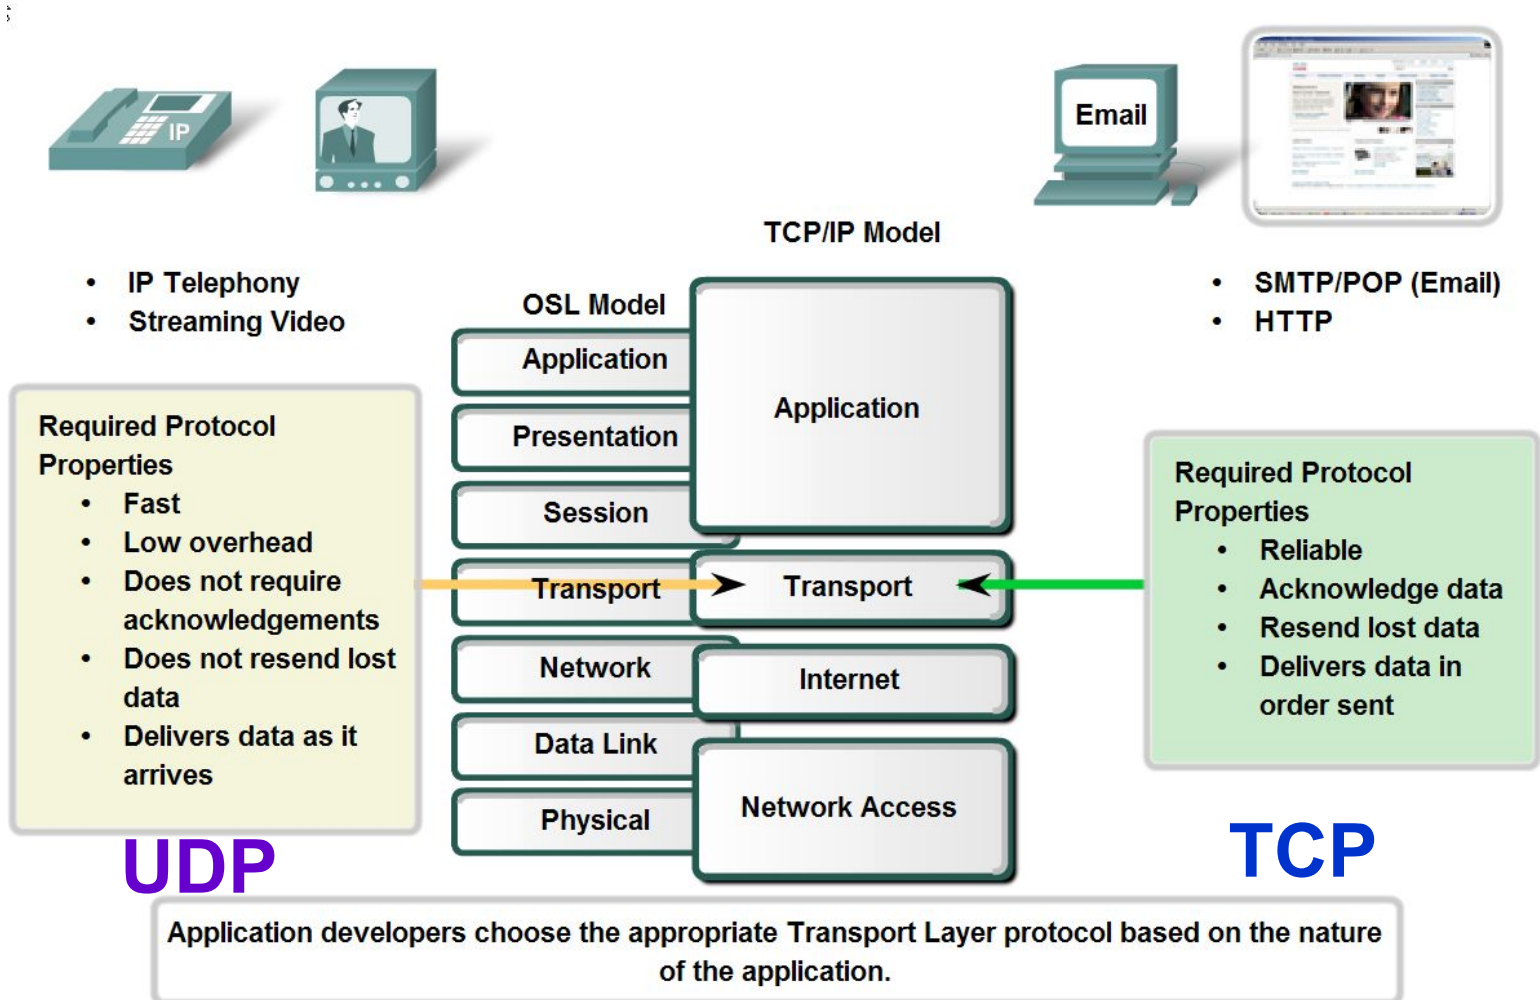 IP
Email
TCP/IP Model
• IP Telephony
• Streaming Video
OSL Model
• SMTP/POP (Email)
• HTTP
Application
Presentation
Session
Transport
Network
Data Link
Physical
Application
Transport
Internet
Network Access
Required Protocol
Properties
• Fast
• Low overhead
• Does not require
acknowledgements
• Does not resend lost
data
• Delivers data as it
arrives
UDP
Required Protocol
Properties
• Reliable
• Acknowledge data
• Resend lost data
• Delivers data in
order sent
TCP
Application developers choose the appropriate Transport Layer protocol based on the nature
of the application.